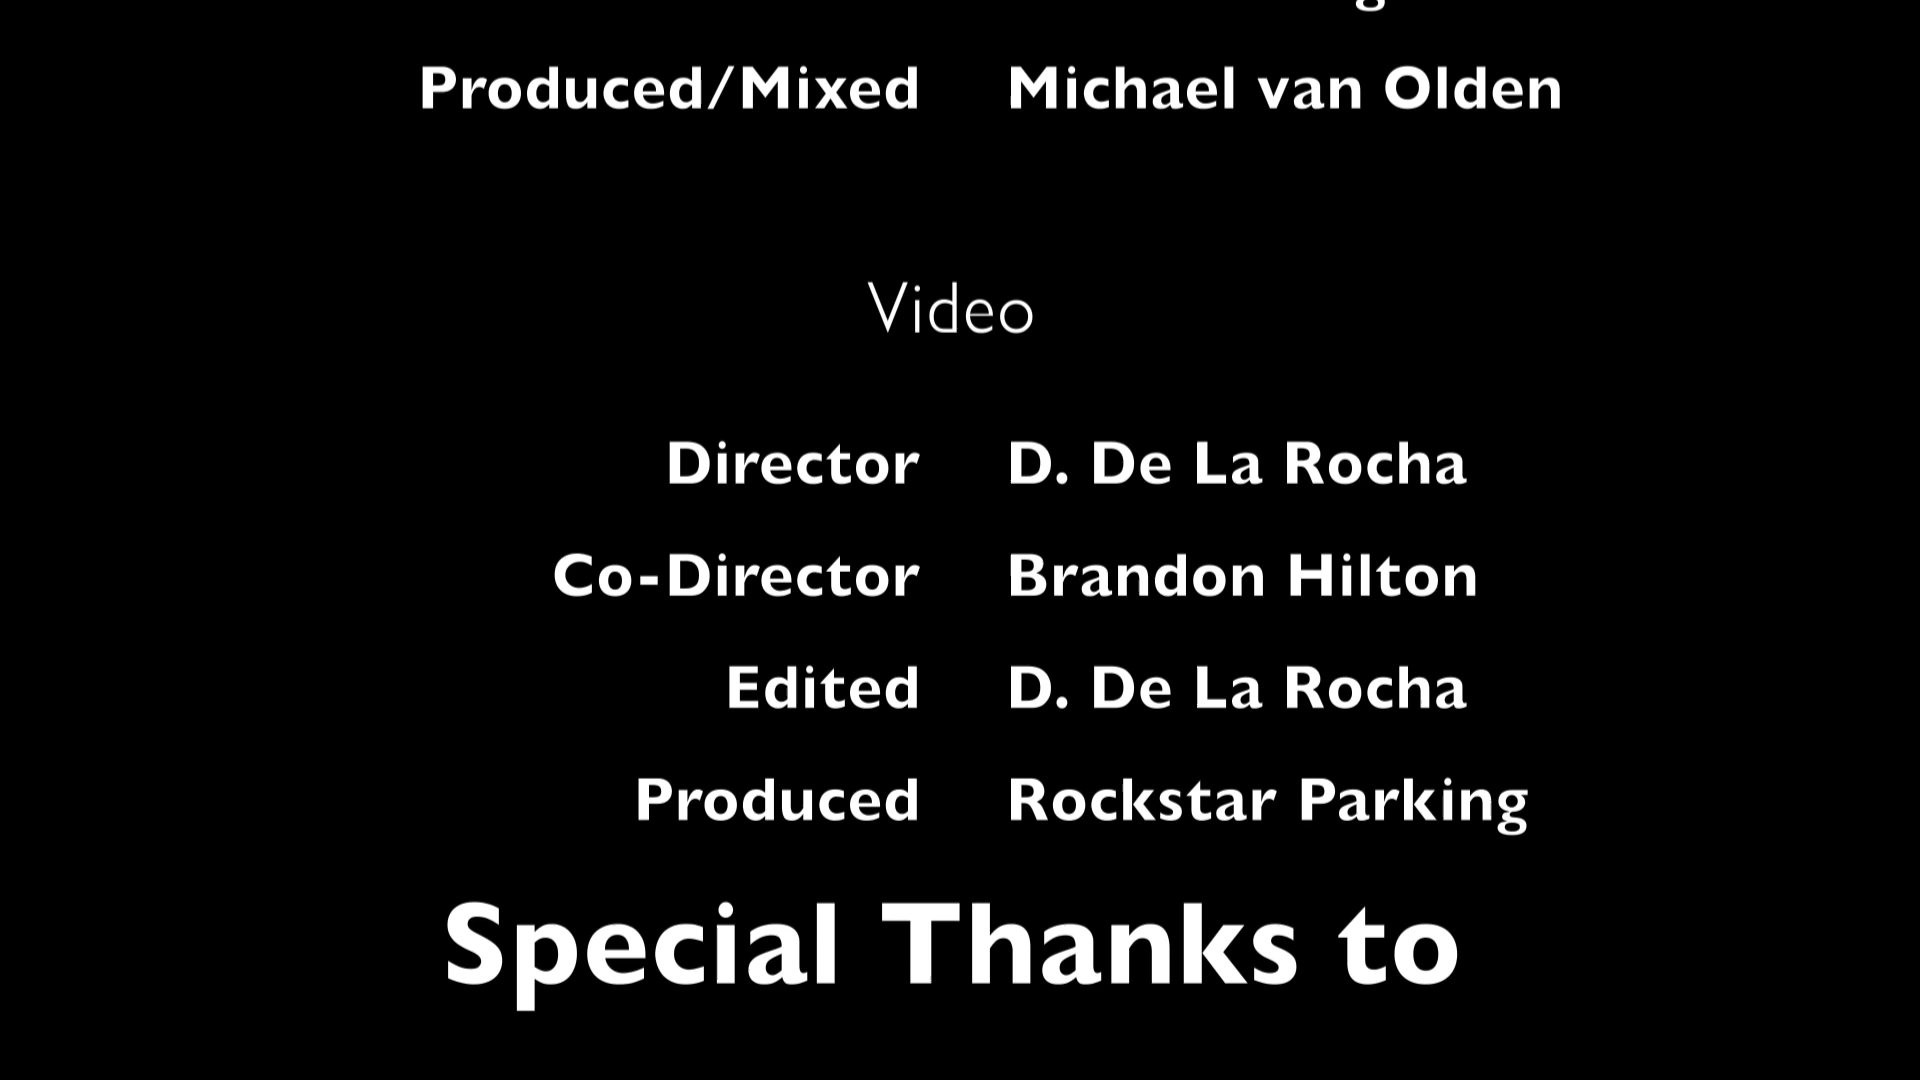 Produced/Mixed Michael van Olden
Video
Director D. De La Rocha
Co-Director Brandon Hilton
Edited D. De La Rocha
Produced Rockstar Parking
Special Thanks to